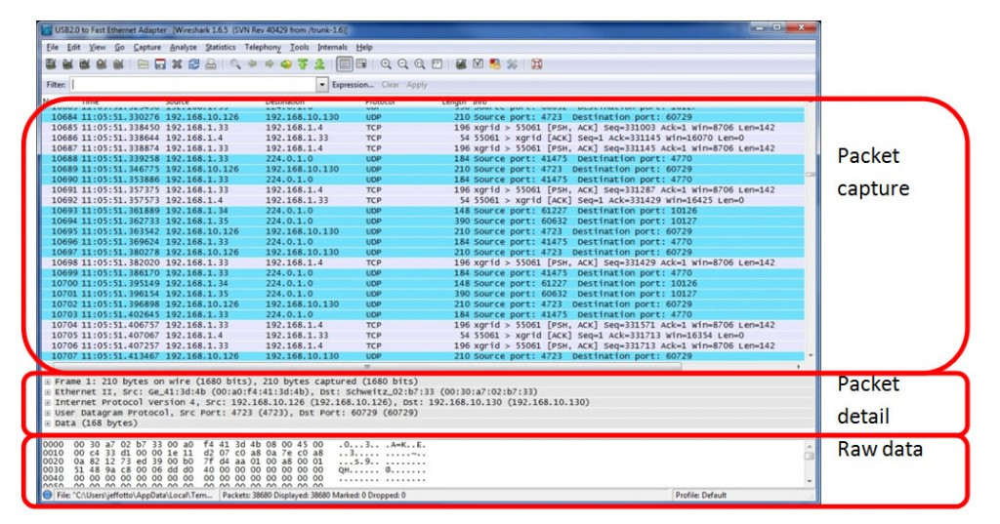 USB2.0 to Fast Ethernet Adapter [Wireshark 1.6.5 (SVN Rev 40429 from /trunk-1.6)]
File Edit View Go Capture Analyze Statistics Telephony Tools Internals Help
Filter: Expression... Clear Apply
Time Source Destination Protocol Length Info
10684 11:05:51.330276 192.168.10.126 192.168.10.130 UDP 210 Source port: 4723 Destination port: 60729
10685 11:05:51.338450 192.168.1.33 192.168.1.4 TCP 196 xgrid > 55061 [PSH, ACK] Seq=331003 Ack=1 Win=8706 Len=142
10686 11:05:51.338644 192.168.1.4 192.168.1.33 TCP 54 55061 > xgrid [ACK] Seq=1 Ack=331145 Win=16070 Len=0
10687 11:05:51.338874 192.168.1.33 192.168.1.4 TCP 196 xgrid > 55061 [PSH, ACK] Seq=331145 Ack=1 Win=8706 Len=142
10688 11:05:51.339258 192.168.1.33 224.0.1.0 UDP 184 Source port: 41475 Destination port: 4770
10689 11:05:51.346775 192.168.10.126 192.168.10.130 UDP 210 Source port: 4723 Destination port: 60729
10690 11:05:51.353886 192.168.1.33 224.0.1.0 UDP 184 Source port: 41475 Destination port: 4770
10691 11:05:51.357375 192.168.1.33 192.168.1.4 TCP 196 xgrid > 55061 [PSH, ACK] Seq=331287 Ack=1 Win=8706 Len=142
10692 11:05:51.357573 192.168.1.4 192.168.1.33 TCP 54 55061 > xgrid [ACK] Seq=1 Ack=331429 Win=16425 Len=0
10693 11:05:51.361889 192.168.1.34 224.0.1.0 UDP 148 Source port: 61227 Destination port: 10126
10694 11:05:51.362733 192.168.1.35 224.0.1.0 UDP 390 Source port: 60632 Destination port: 10127
10695 11:05:51.363542 192.168.10.126 192.168.10.130 UDP 210 Source port: 4723 Destination port: 60729
10696 11:05:51.369624 192.168.1.33 224.0.1.0 UDP 184 Source port: 41475 Destination port: 4770
10697 11:05:51.380278 192.168.10.126 192.168.10.130 UDP 210 Source port: 4723 Destination port: 60729
10698 11:05:51.382020 192.168.1.33 192.168.1.4 TCP 196 xgrid > 55061 [PSH, ACK] Seq=331429 Ack=1 Win=8706 Len=142
10699 11:05:51.386170 192.168.1.33 224.0.1.0 UDP 184 Source port: 41475 Destination port: 4770
10700 11:05:51.395149 192.168.1.34 224.0.1.0 UDP 148 Source port: 61227 Destination port: 10126
10701 11:05:51.396154 192.168.1.35 224.0.1.0 UDP 390 Source port: 60632 Destination port: 10127
10702 11:05:51.396898 192.168.10.126 192.168.10.130 UDP 210 Source port: 4723 Destination port: 60729
10703 11:05:51.402645 192.168.1.33 224.0.1.0 UDP 184 Source port: 41475 Destination port: 4770
10704 11:05:51.406757 192.168.1.33 192.168.1.4 TCP 196 xgrid > 55061 [PSH, ACK] Seq=331571 Ack=1 Win=8706 Len=142
10705 11:05:51.407067 192.168.1.4 192.168.1.33 TCP 54 55061 > xgrid [ACK] Seq=1 Ack=331713 Win=16354 Len=0
10706 11:05:51.407257 192.168.1.33 192.168.1.4 TCP 196 xgrid > 55061 [PSH, ACK] Seq=331713 Ack=1 Win=8706 Len=142
10707 11:05:51.413467 192.168.10.126 192.168.10.130 UDP 210 Source port: 4723 Destination port: 60729
Packet
capture
Frame 1: 210 bytes on wire (1680 bits), 210 bytes captured (1680 bits)
Ethernet II, Src: Ge_41:3d:4b (00:a0:f4:41:3d:4b), Dst: Schweitz_02:b7:33 (00:30:a7:02:b7:33)
Internet Protocol Version 4, Src: 192.168.10.126 (192.168.10.126), Dst: 192.168.10.130 (192.168.10.130)
User Datagram Protocol, Src Port: 4723 (4723), Dst Port: 60729 (60729)
Data (168 bytes)
Packet
detail
0000 00 30 a7 02 b7 33 00 a0 f4 41 3d 4b 08 00 45 00 .0...3.. .A=K..E.
0010 00 c4 33 d1 00 00 1e 11 d2 07 c0 a8 0a 7e c0 a8 ..3..... .....~..
0020 0a 82 12 73 ed 39 00 b0 7f d4 aa 01 00 a8 00 01 ...s.9.. ........
0030 51 48 9a c8 00 06 dd d0 40 00 00 00 00 00 00 00 QH...... @.......
0040 00 00 00 00 00 00 00 00 00 00 00 00 00 00 00 00 ........ ........
Raw data
File: "C:\Users\jeffotto\AppData\Local\Tem... Packets: 38680 Displayed: 38680 Marked: 0 Dropped: 0 Profile: Default